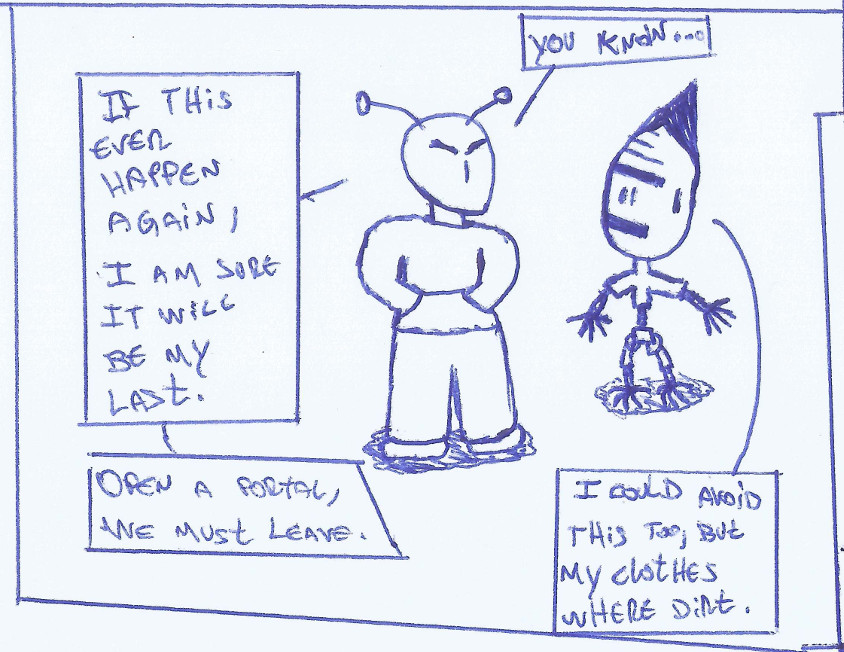 YOU KNOW...
IF THIS
EVER
HAPPEN
AGAIN,
I AM SURE
IT WILL
BE MY
LAST.
OPEN A PORTAL,
WE MUST LEAVE.
I COULD AVOID
THIS TOO, BUT
MY CLOTHES
WHERE DIRT.